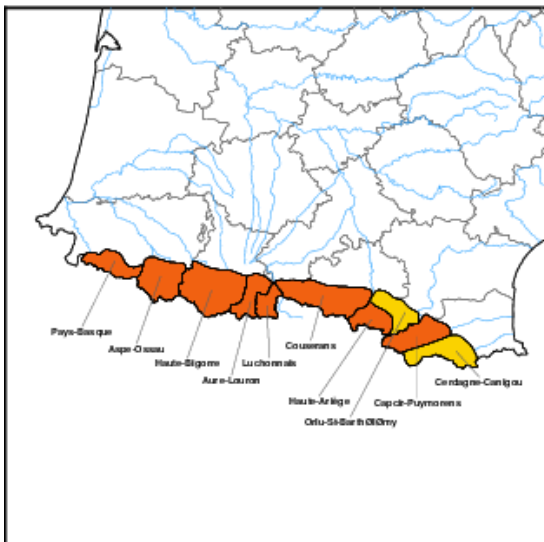 Pays-Basque
Aspe-Ossau
Haute-Bigorre
Aure-Louron
Luchonnais
Couserans
Haute-Ariège
Orlu-St-BarthØlØmy
Capcir-Puymorens
Cerdagne-Canigou